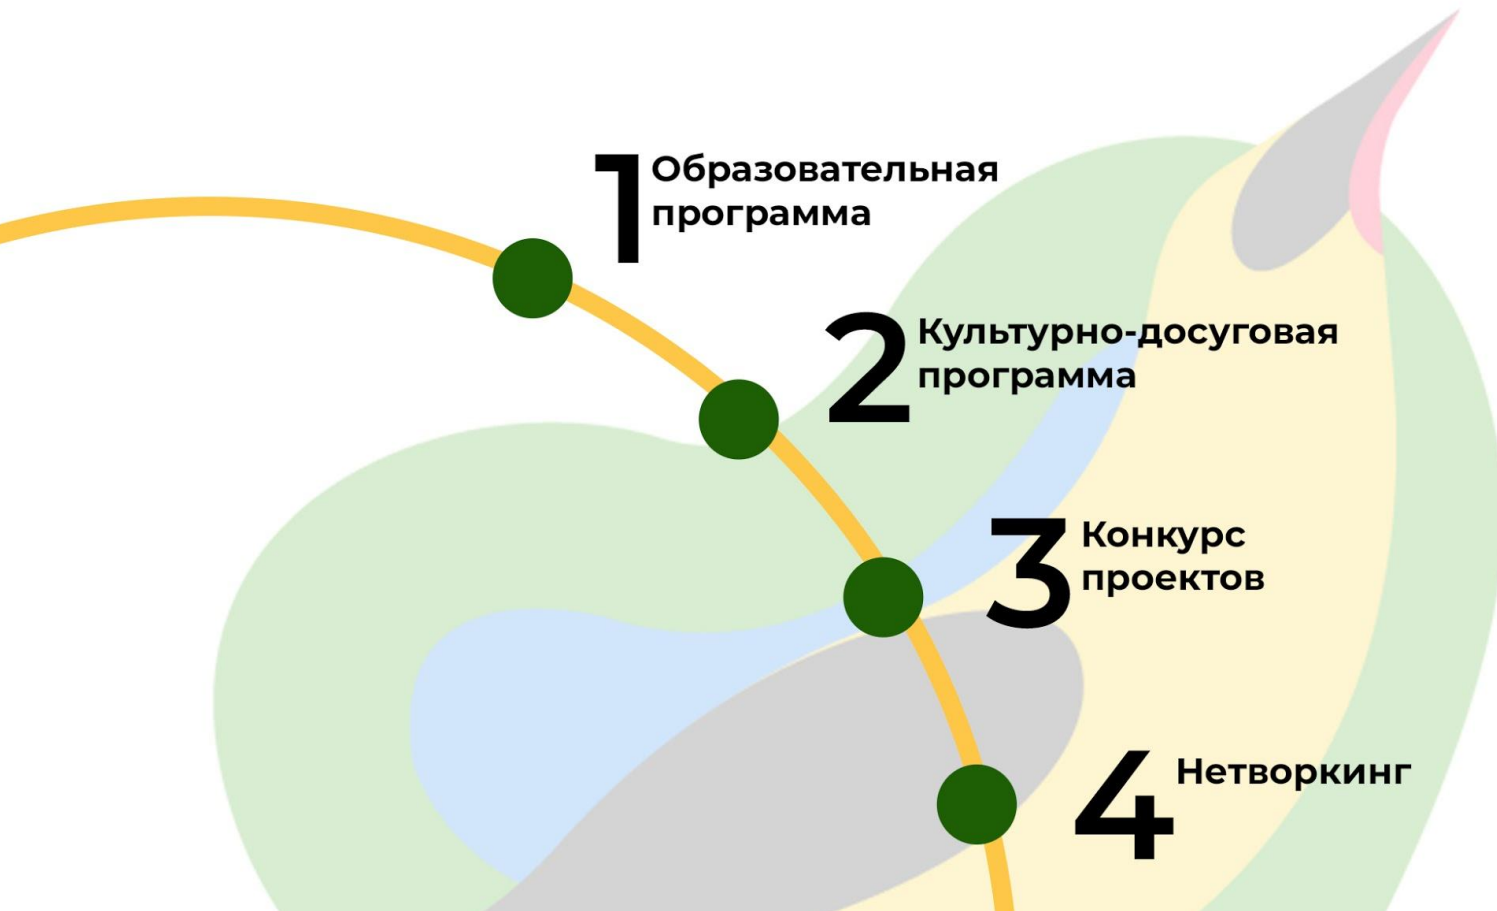 1 Образовательная
программа
2 Культурно-досуговая
программа
3 Конкурс
проектов
4 Нетворкинг